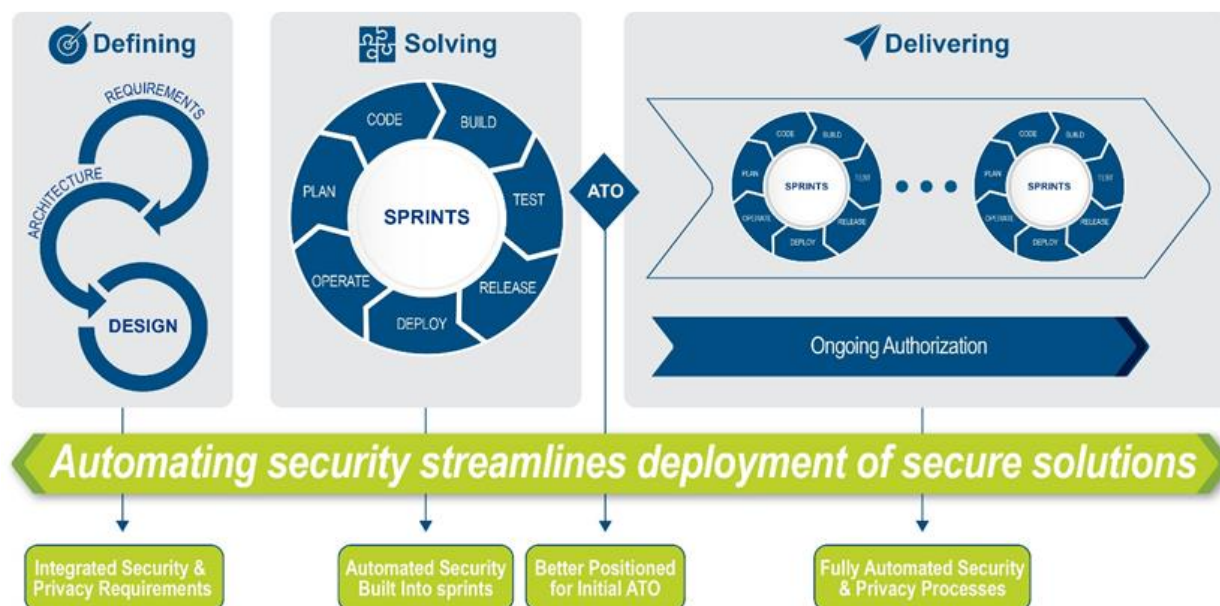 Defining
REQUIREMENTS
ARCHITECTURE
DESIGN
Solving
CODE
BUILD
PLAN
TEST
SPRINTS
OPERATE
RELEASE
DEPLOY
ATO
Delivering
CODE
BUILD
PLAN
TEST
SPRINTS
OPERATE
RELEASE
DEPLOY
CODE
BUILD
PLAN
TEST
SPRINTS
OPERATE
RELEASE
DEPLOY
Ongoing Authorization
Automating security streamlines deployment of secure solutions
Integrated Security &
Privacy Requirements
Automated Security
Built Into sprints
Better Positioned
for Initial ATO
Fully Automated Security
& Privacy Processes